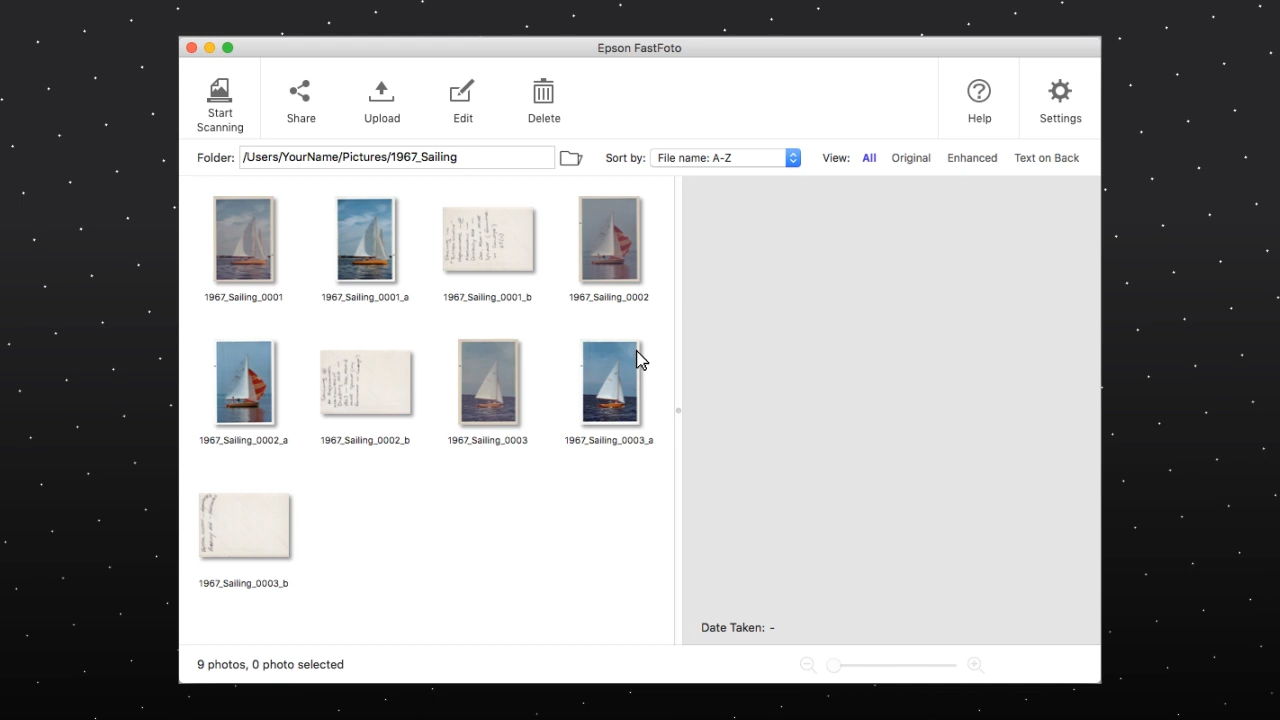 Epson FastFoto
Start
Scanning
Share
Upload
Edit
Delete
Help
Settings
Folder: /Users/YourName/Pictures/1967_Sailing
Sort by: File name: A-Z
View: All Original Enhanced Text on Back
1967_Sailing_0001
1967_Sailing_0001_a
1967_Sailing_0001_b
1967_Sailing_0002
1967_Sailing_0002_a
1967_Sailing_0002_b
1967_Sailing_0003
1967_Sailing_0003_a
1967_Sailing_0003_b
Date Taken: -
9 photos, 0 photo selected